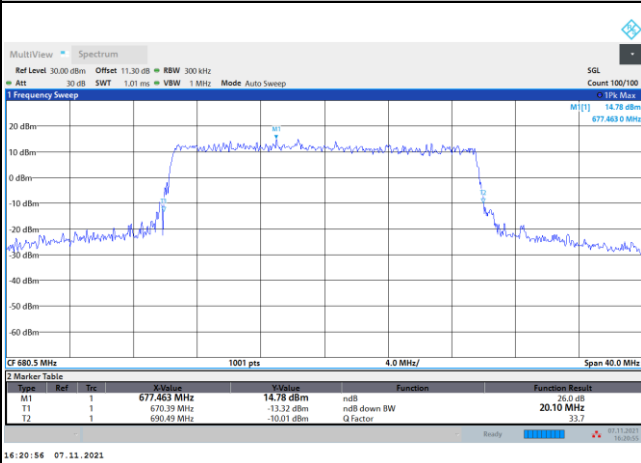 MultiView Spectrum
Ref Level 30.00 dBm Offset 11.30 dB RBW 300 kHz SGL
Att 30 dB SWT 1.01 ms VBW 1 MHz Mode Auto Sweep Count 100/100
1 Frequency Sweep 1Pk Max
M1[1] 14.78 dBm
677.463 0 MHz
M1
20 dBm
10 dBm
0 dBm
-10 dBm
T1
T2
-20 dBm
-30 dBm
-40 dBm
-50 dBm
-60 dBm
CF 680.5 MHz 1001 pts 4.0 MHz/ Span 40.0 MHz
2 Marker Table
Type Ref Trc X-Value Y-Value Function Function Result
M1 1 677.463 MHz 14.78 dBm ndB 26.0 dB
T1 1 670.39 MHz -13.32 dBm ndB down BW 20.10 MHz
T2 1 690.49 MHz -10.01 dBm Q Factor 33.7
Ready 07.11.2021
16:20:55
16:20:56 07.11.2021